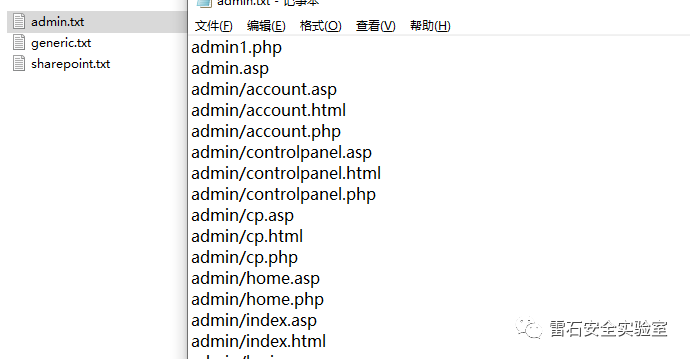 admin.txt
generic.txt
sharepoint.txt
admin.txt - 记事本
文件(F) 编辑(E) 格式(O) 查看(V) 帮助(H)
admin1.php
admin.asp
admin/account.asp
admin/account.html
admin/account.php
admin/controlpanel.asp
admin/controlpanel.html
admin/controlpanel.php
admin/cp.asp
admin/cp.html
admin/cp.php
admin/home.asp
admin/home.php
admin/index.asp
admin/index.html
雷石安全实验室